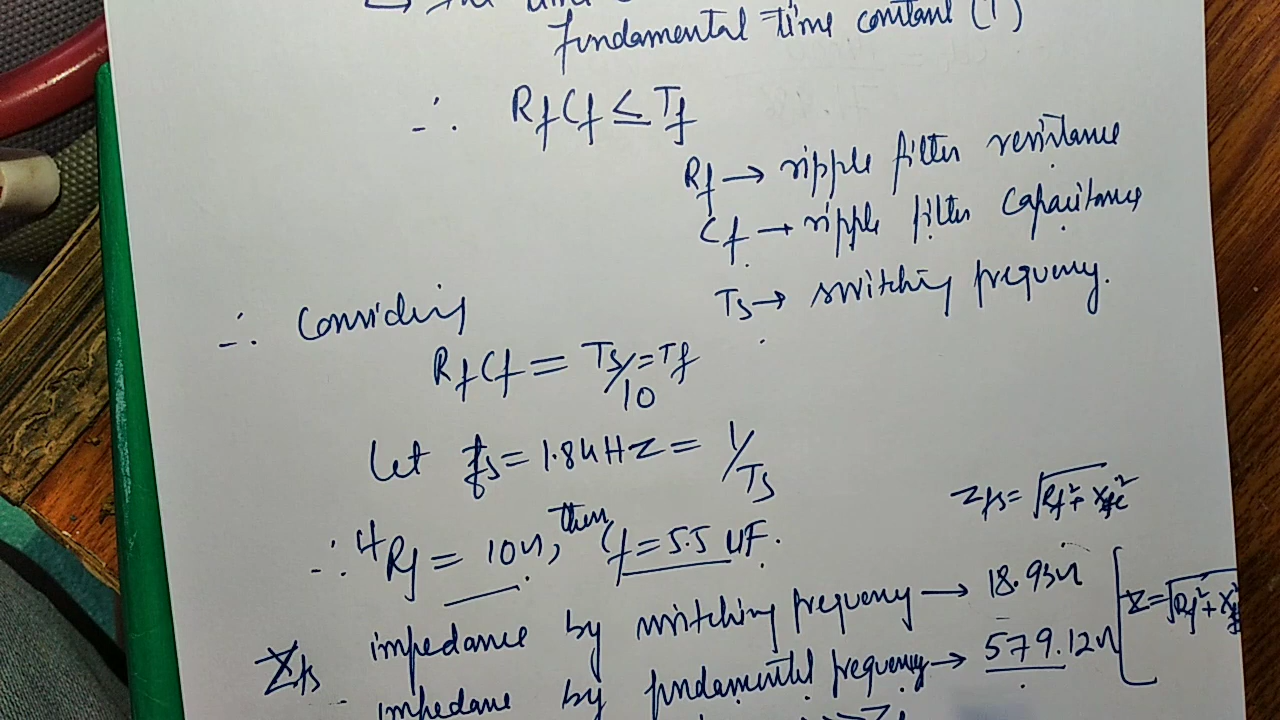 fundamental time constant (T)
∴ RfCf ≤ Tf
Rf → ripple filter resistance
Cf → ripple filter Capacitance
Ts → switching frequency.
∴ Considering
RfCf = Ts/10 = Tf
Let fs = 1.8kHz = 1/Ts
∴ If Rf = 10Ω, then Cf = 5.5 uF.
Zfs = √Rf² + Xfc²
Zfs impedance by switching frequency → 18.93Ω
impedance by fundamental frequency → 579.12Ω
Z = √Rf² + X